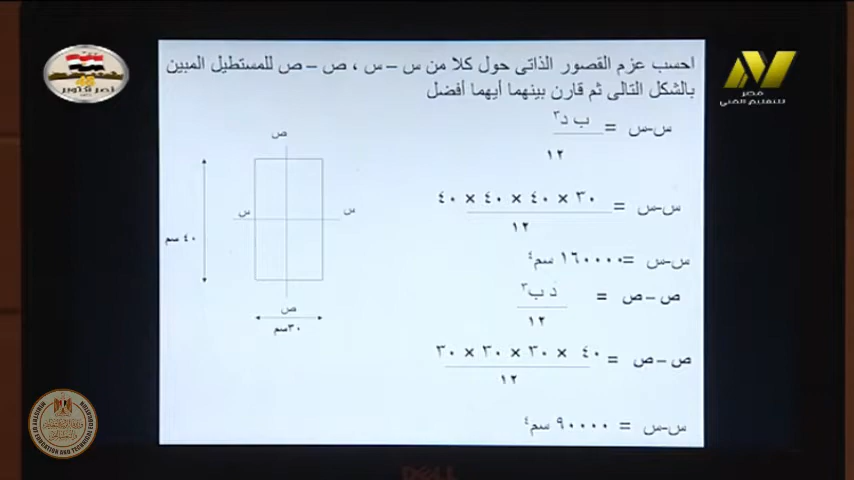 احسب عزم القصور الذاتى حول كلا من س – س ، ص – ص للمستطيل المبين
بالشكل التالى ثم قارن بينهما أيهما أفضل
س-س = ب د٣
١٢
س-س = ٣٠ × ٤٠ × ٤٠ × ٤٠
١٢
س-س =١٦٠٠٠٠ سم٤
ص – ص = د ب٣
١٢
ص – ص = ٤٠ × ٣٠ × ٣٠ × ٣٠
١٢
س-س = ٩٠٠٠٠ سم٤
ص
س
س
٤٠ سم
ص
٣٠سم
مصر
للتعليم الفنى
DELL